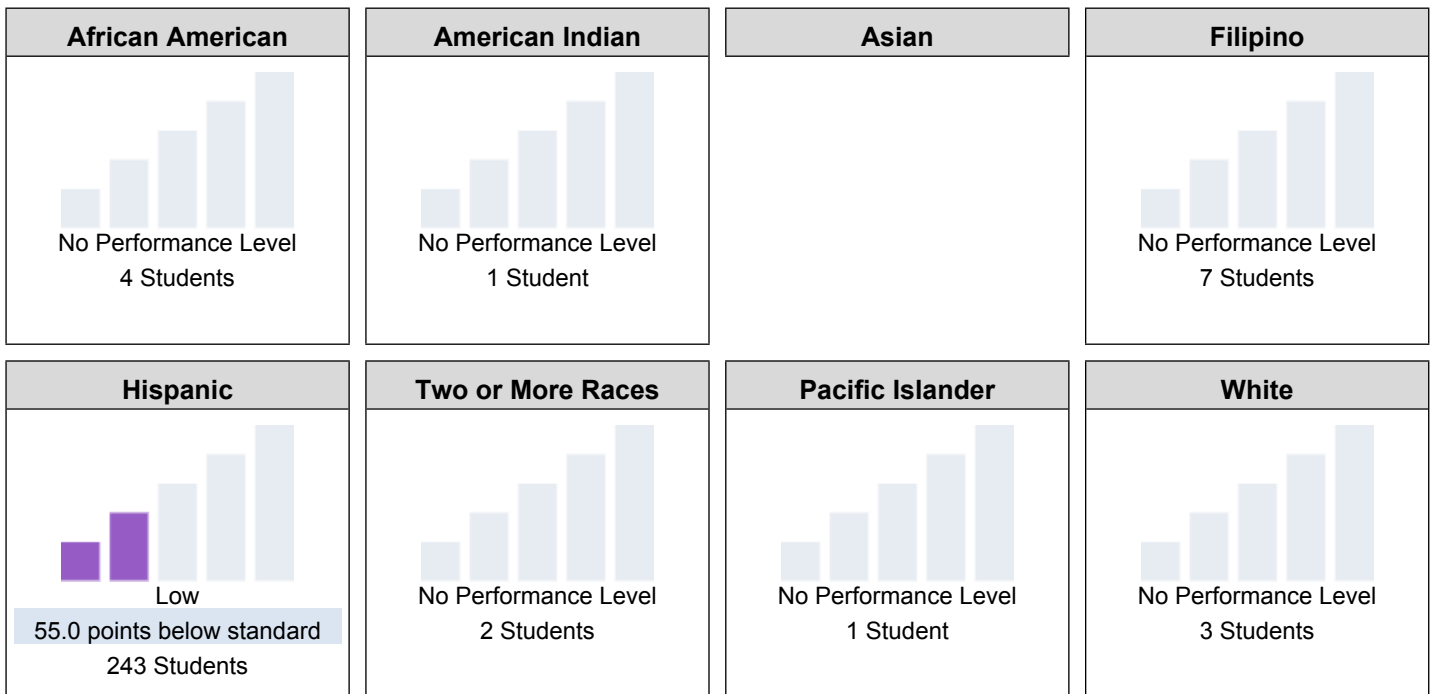 African American
No Performance Level
4 Students
American Indian
No Performance Level
1 Student
Asian
Filipino
No Performance Level
7 Students
Hispanic
Low
55.0 points below standard
243 Students
Two or More Races
No Performance Level
2 Students
Pacific Islander
No Performance Level
1 Student
White
No Performance Level
3 Students